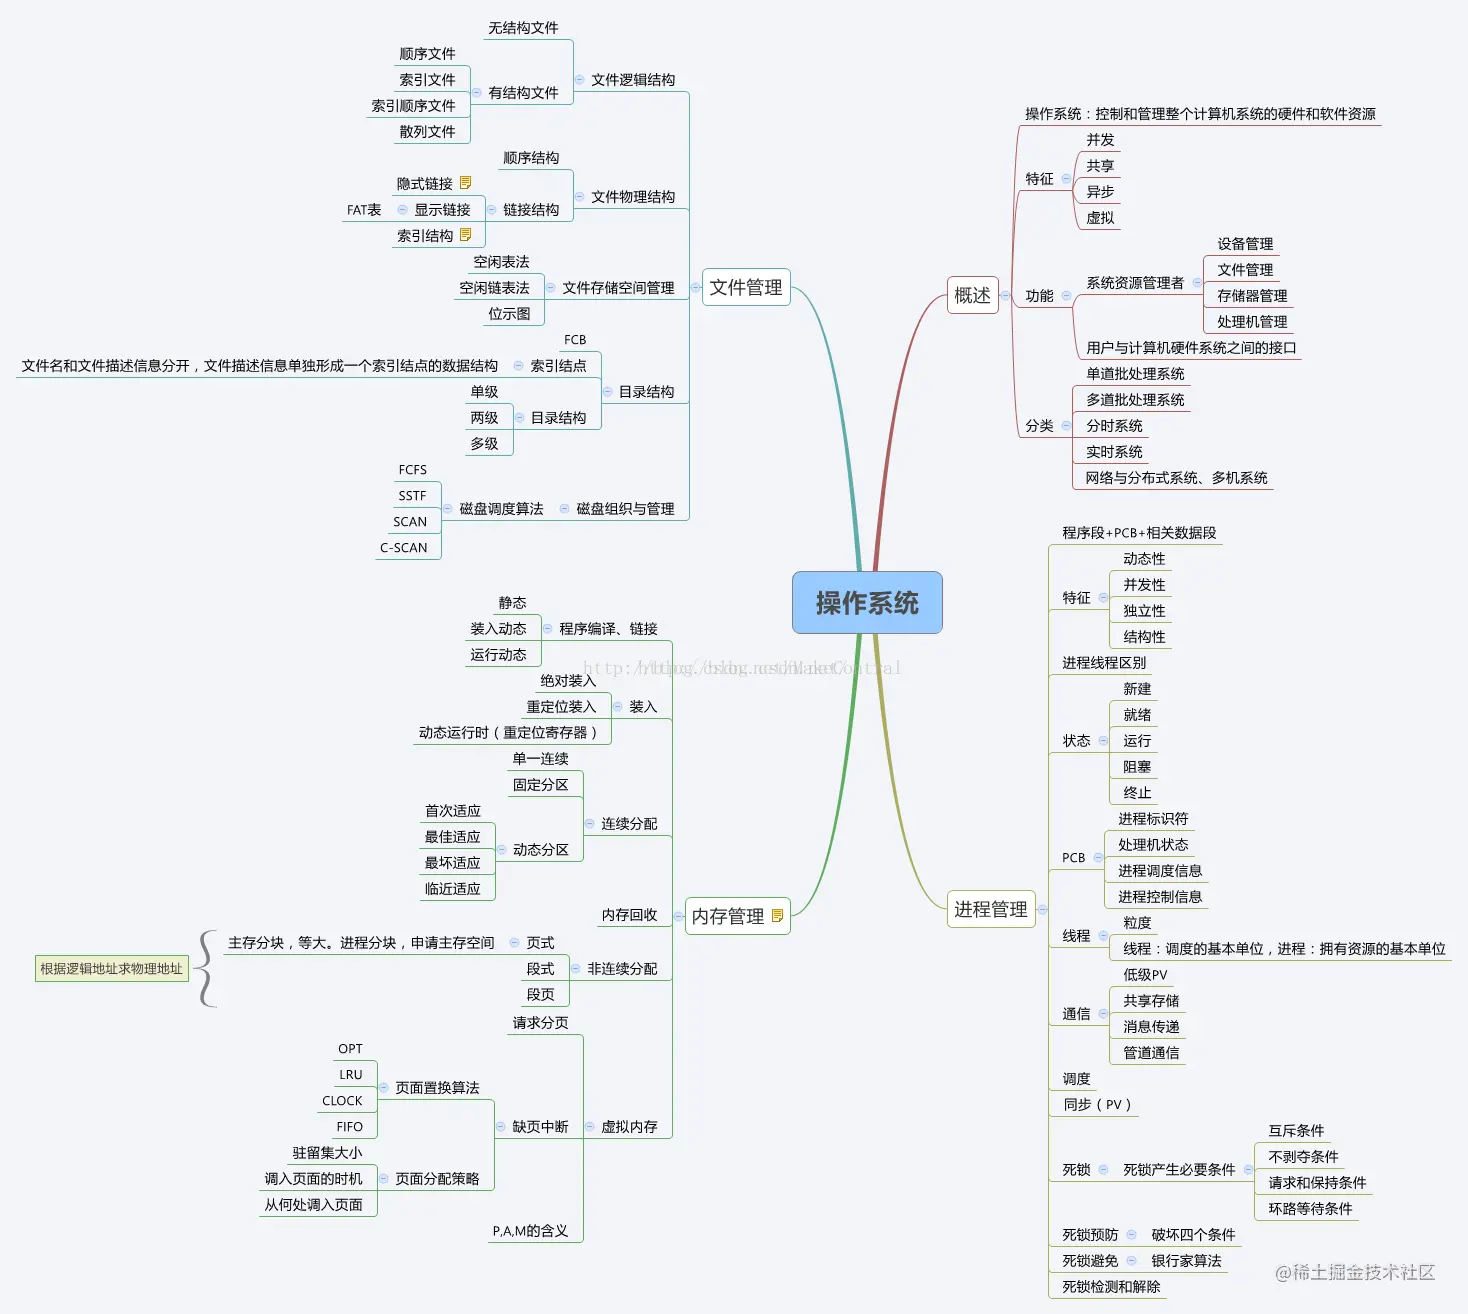 操作系统
概述
操作系统：控制和管理整个计算机系统的硬件和软件资源
特征
并发
共享
异步
虚拟
功能
系统资源管理者
设备管理
文件管理
存储器管理
处理机管理
用户与计算机硬件系统之间的接口
分类
单道批处理系统
多道批处理系统
分时系统
实时系统
网络与分布式系统、多机系统
进程管理
程序段+PCB+相关数据段
特征
动态性
并发性
独立性
结构性
进程线程区别
状态
新建
就绪
运行
阻塞
终止
PCB
进程标识符
处理机状态
进程调度信息
进程控制信息
线程
粒度
线程：调度的基本单位，进程：拥有资源的基本单位
通信
低级PV
共享存储
消息传递
管道通信
调度
同步（PV）
死锁
死锁产生必要条件
互斥条件
不剥夺条件
请求和保持条件
环路等待条件
死锁预防
破坏四个条件
死锁避免
银行家算法
死锁检测和解除
文件管理
文件逻辑结构
无结构文件
有结构文件
顺序文件
索引文件
索引顺序文件
散列文件
文件物理结构
顺序结构
链接结构
隐式链接
显示链接
FAT表
索引结构
文件存储空间管理
空闲表法
空闲链表法
位示图
目录结构
FCB
索引结点
文件名和文件描述信息分开，文件描述信息单独形成一个索引结点的数据结构
目录结构
单级
两级
多级
磁盘组织与管理
磁盘调度算法
FCFS
SSTF
SCAN
C-SCAN
内存管理
程序编译、链接
静态
装入动态
运行动态
装入
绝对装入
重定位装入
动态运行时（重定位寄存器）
连续分配
单一连续
固定分区
动态分区
首次适应
最佳适应
最坏适应
临近适应
内存回收
非连续分配
页式
主存分块，等大。进程分块，申请主存空间
段式
段页
根据逻辑地址求物理地址
虚拟内存
请求分页
缺页中断
页面置换算法
OPT
LRU
CLOCK
FIFO
页面分配策略
驻留集大小
调入页面的时机
从何处调入页面
P,A,M的含义
@稀土掘金技术社区